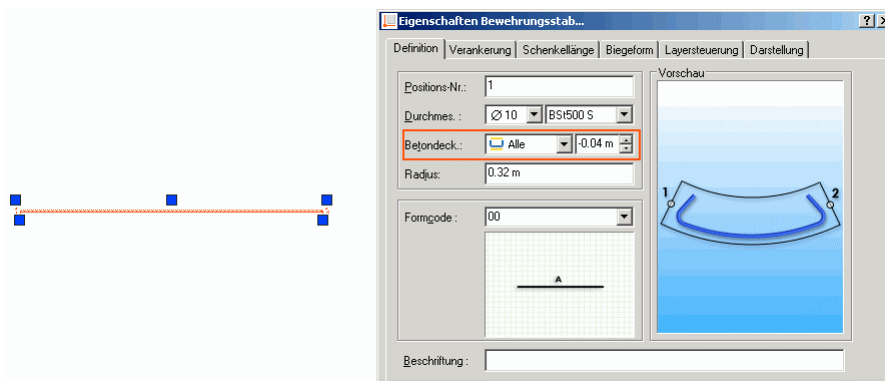 Eigenschaften Bewehrungsstab...
Definition Verankerung Schenkellänge Biegeform Layersteuerung Darstellung
Positions-Nr.: 1
Durchmes. : Ø 10 BSt500 S
Betondeck.: Alle -0.04 m
Radius: 0.32 m
Formcode : 00
A
Beschriftung :
Vorschau
1 2